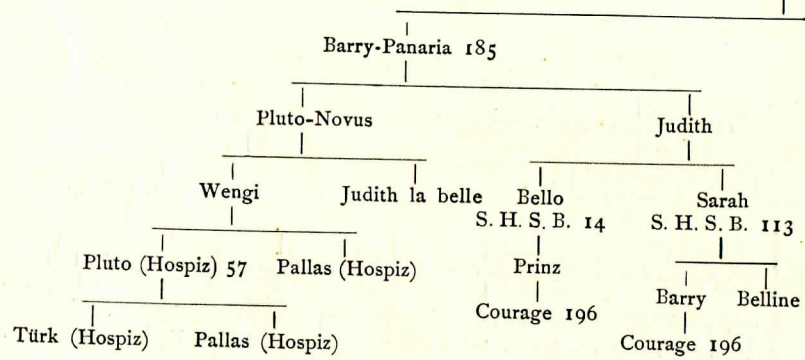 Barry-Panaria 185
Pluto-Novus Judith
Wengi Judith la belle Bello Sarah
S. H. S. B. 14 S. H. S. B. 113
Pluto (Hospiz) 57 Pallas (Hospiz) Prinz
Barry Belline
Courage 196
Türk (Hospiz) Pallas (Hospiz) Courage 196